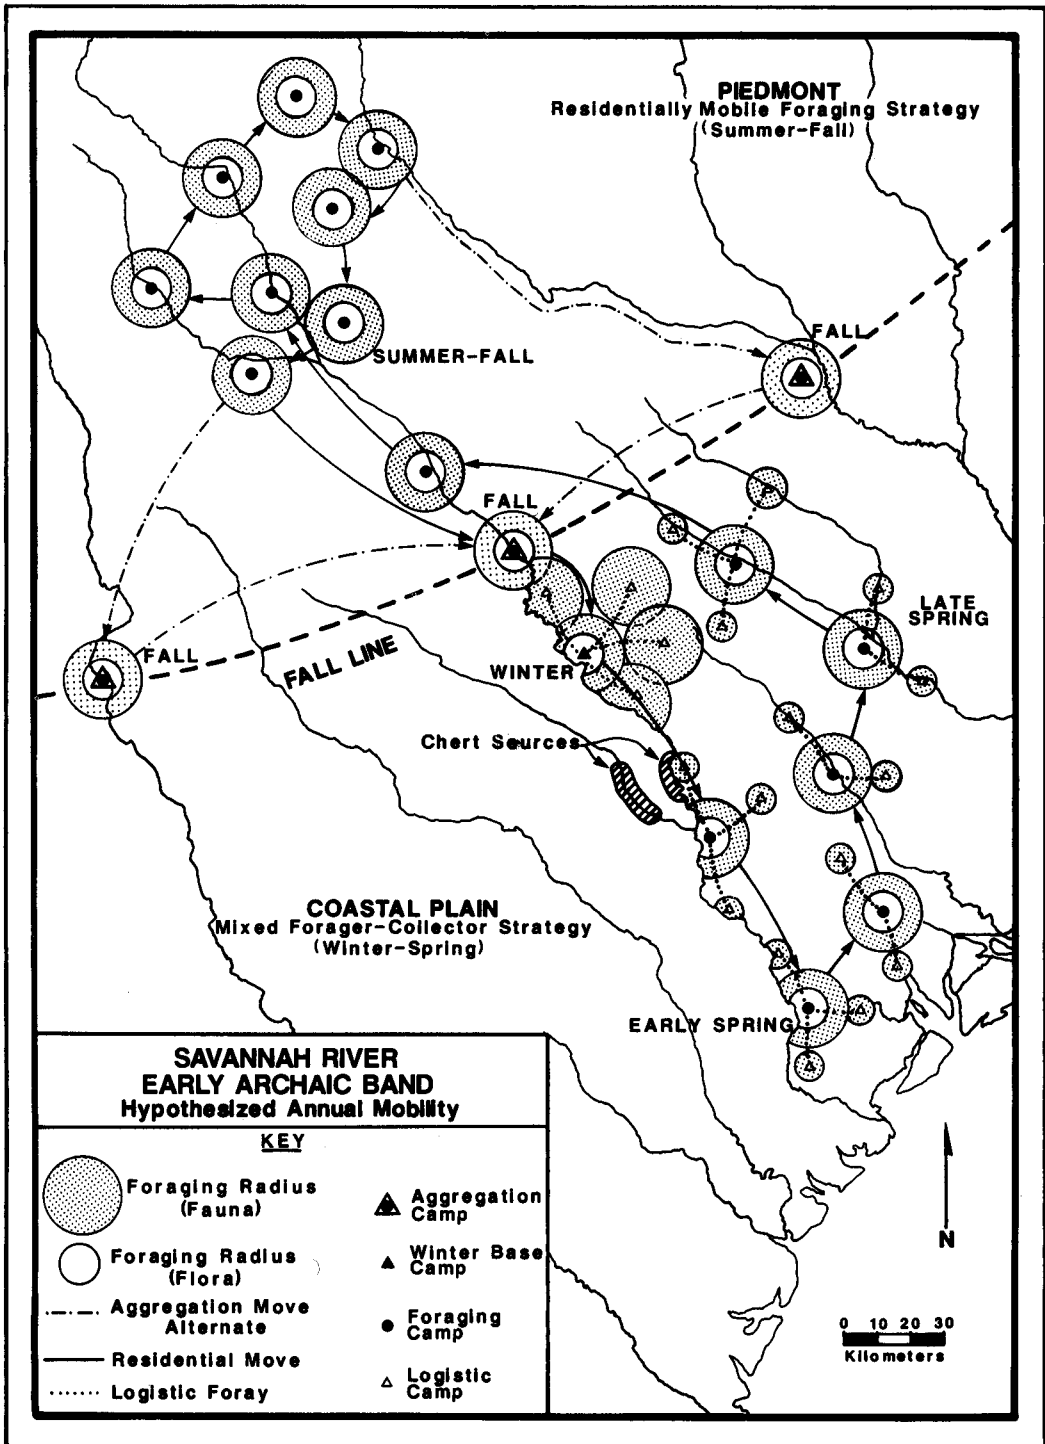 PIEDMONT
Residentially Mobile Foraging Strategy
(Summer-Fall)
FALL
SUMMER-FALL
FALL
LATE
SPRING
FALL
FALL LINE
WINTER
Chert Sources
COASTAL PLAIN
Mixed Forager-Collector Strategy
(Winter-Spring)
EARLY SPRING
SAVANNAH RIVER
EARLY ARCHAIC BAND
Hypothesized Annual Mobility
KEY
Foraging Radius
(Fauna)
Foraging Radius
(Flora)
Aggregation Move
Alternate
Residential Move
Logistic Foray
Aggregation
Camp
Winter Base
Camp
Foraging
Camp
Logistic
Camp
N
0 10 20 30
Kilometers